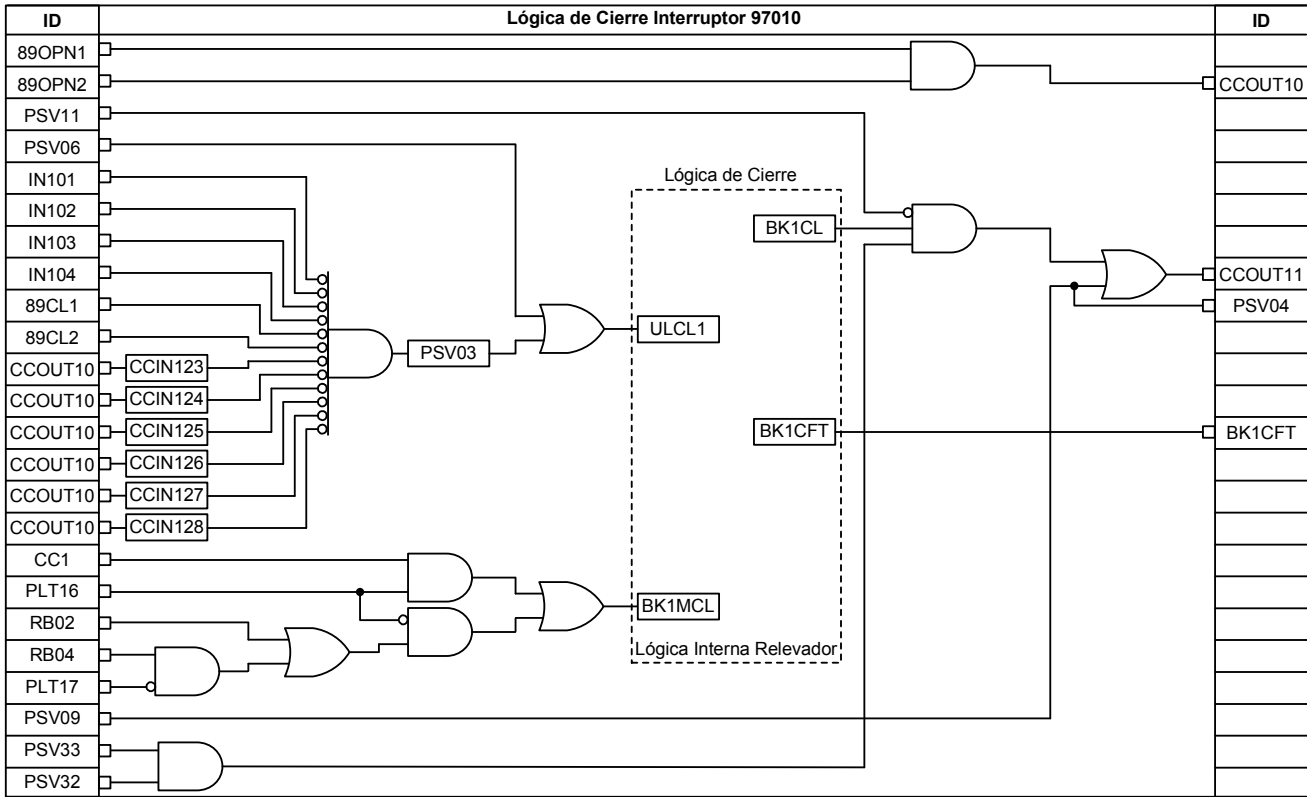 ID Lógica de Cierre Interruptor 97010 ID
89OPN1
89OPN2 CCOUT10
PSV11
PSV06
IN101 Lógica de Cierre
IN102
BK1CL
IN103
IN104 CCOUT11
89CL1 PSV04
89CL2 ULCL1
PSV03
CCOUT10 CCIN123
CCOUT10 CCIN124
CCOUT10 CCIN125 BK1CFT BK1CFT
CCOUT10 CCIN126
CCOUT10 CCIN127
CCOUT10 CCIN128
CC1
PLT16
BK1MCL
RB02
RB04 Lógica Interna Relevador
PLT17
PSV09
PSV33
PSV32